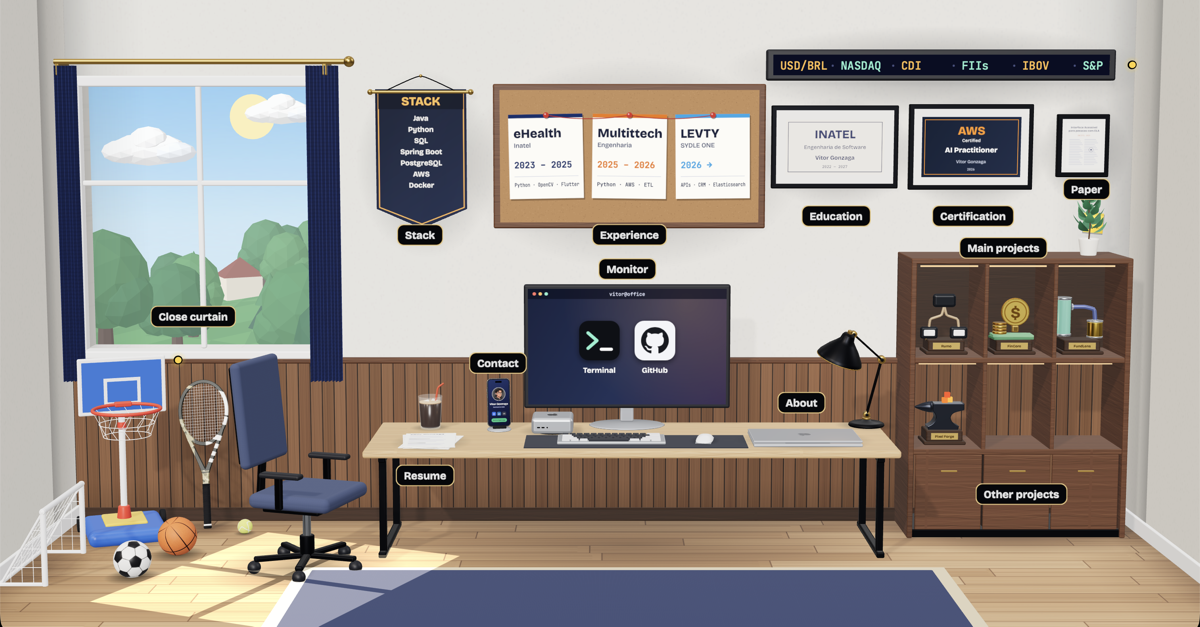 USD/BRL · NASDAQ · CDI · FIIs · IBOV · S&P
STACK
Java
Python
SQL
Spring Boot
PostgreSQL
AWS
Docker
Stack
eHealth
Inatel
2023 – 2025
Python · OpenCV · Flutter
Multittech
Engenharia
2025 – 2026
Python · AWS · ETL
LEVTY
SYDLE ONE
2026 →
APIs · CRM · Elasticsearch
Experience
INATEL
Engenharia de Software
Vitor Gonzaga
Education
AWS
Certified
AI Practitioner
Vitor Gonzaga
2026
Certification
Paper
Main projects
Monitor
vitor@office
Terminal
GitHub
Close curtain
Contact
About
Resume
Other projects